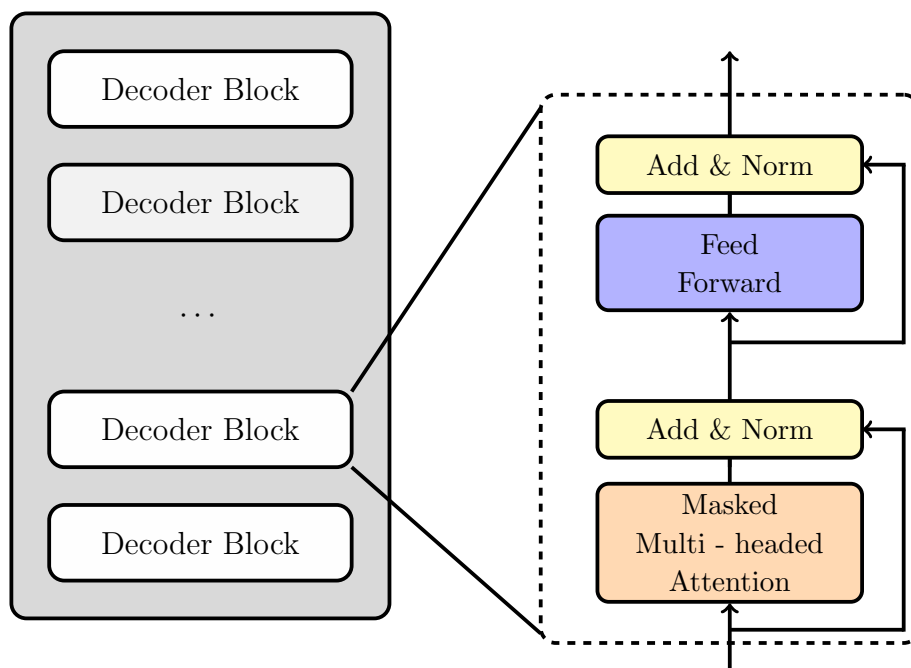 Decoder Block
Decoder Block
...
Decoder Block
Decoder Block
Add & Norm
Feed
Forward
Add & Norm
Masked
Multi - headed
Attention